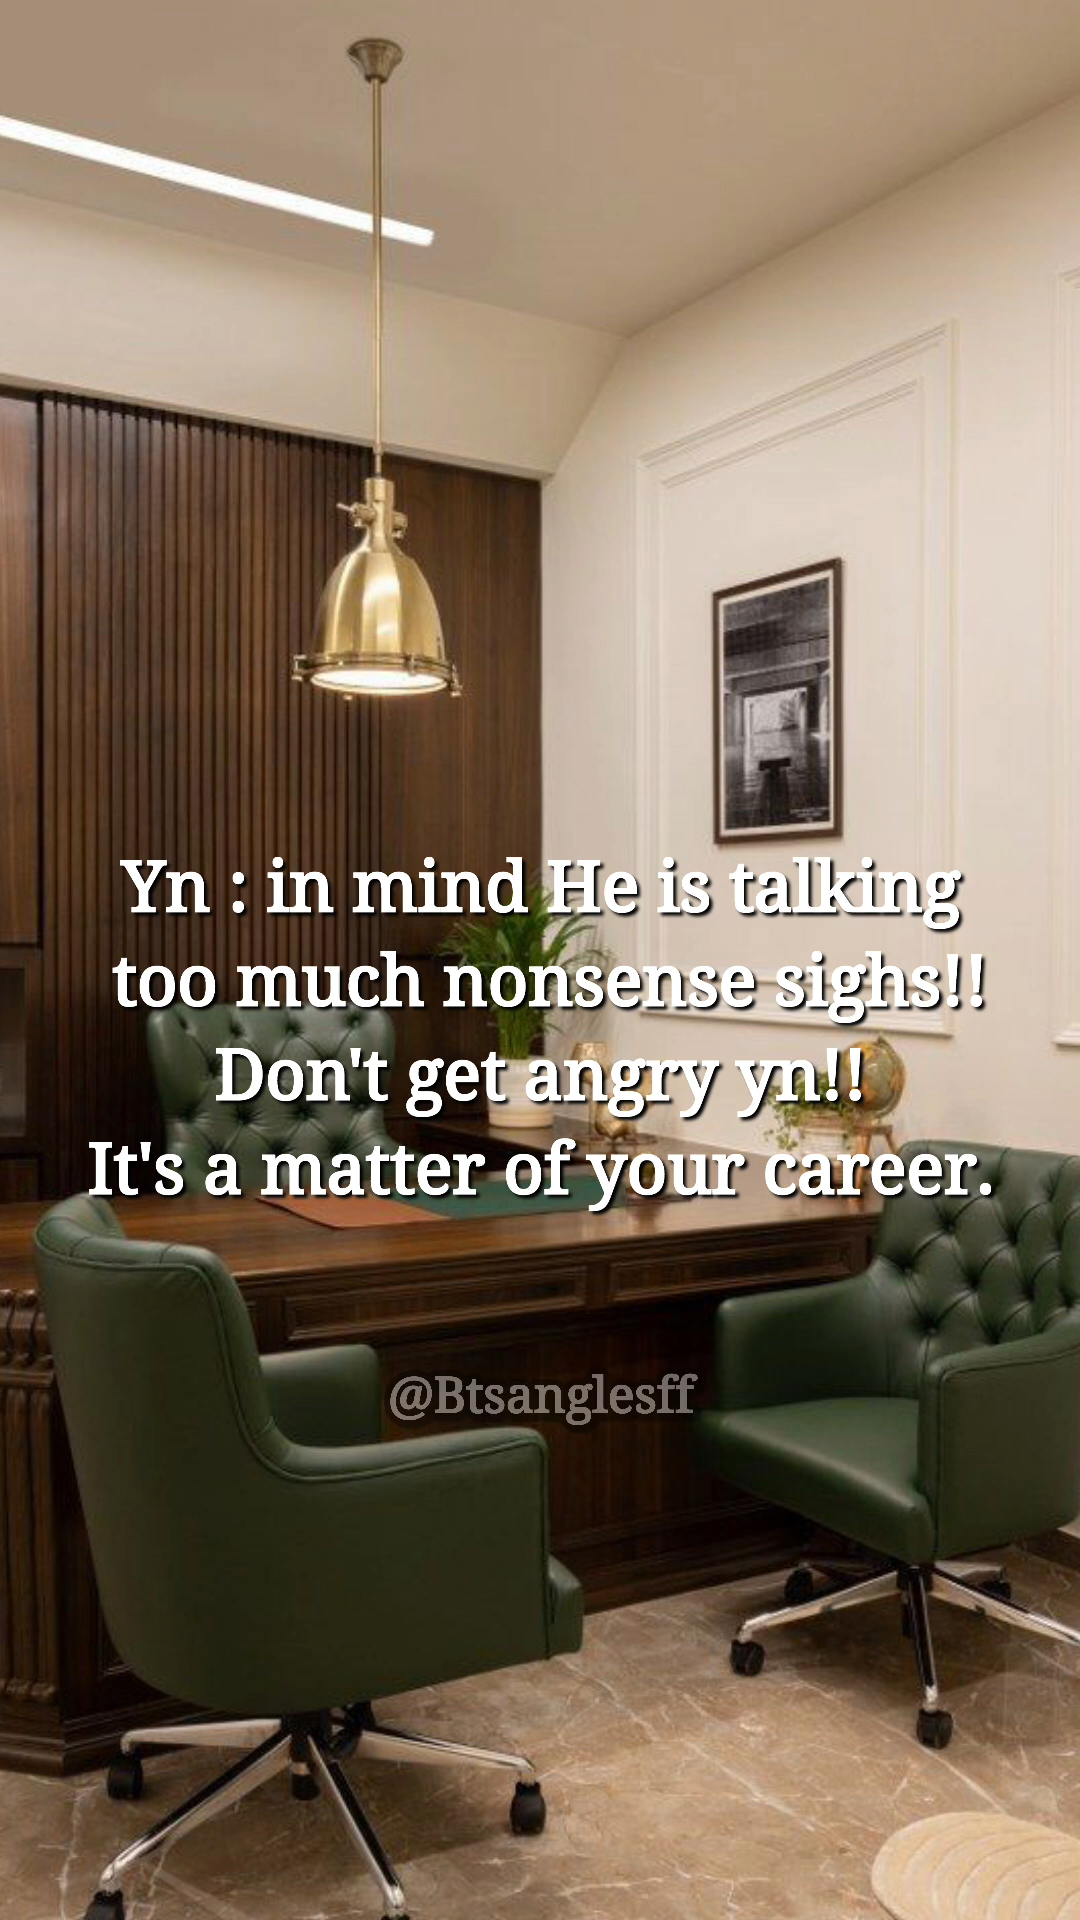 Yn : in mind He is talking
too much nonsense sighs!!
Don't get angry yn!!
It's a matter of your career.
@Btsanglesff